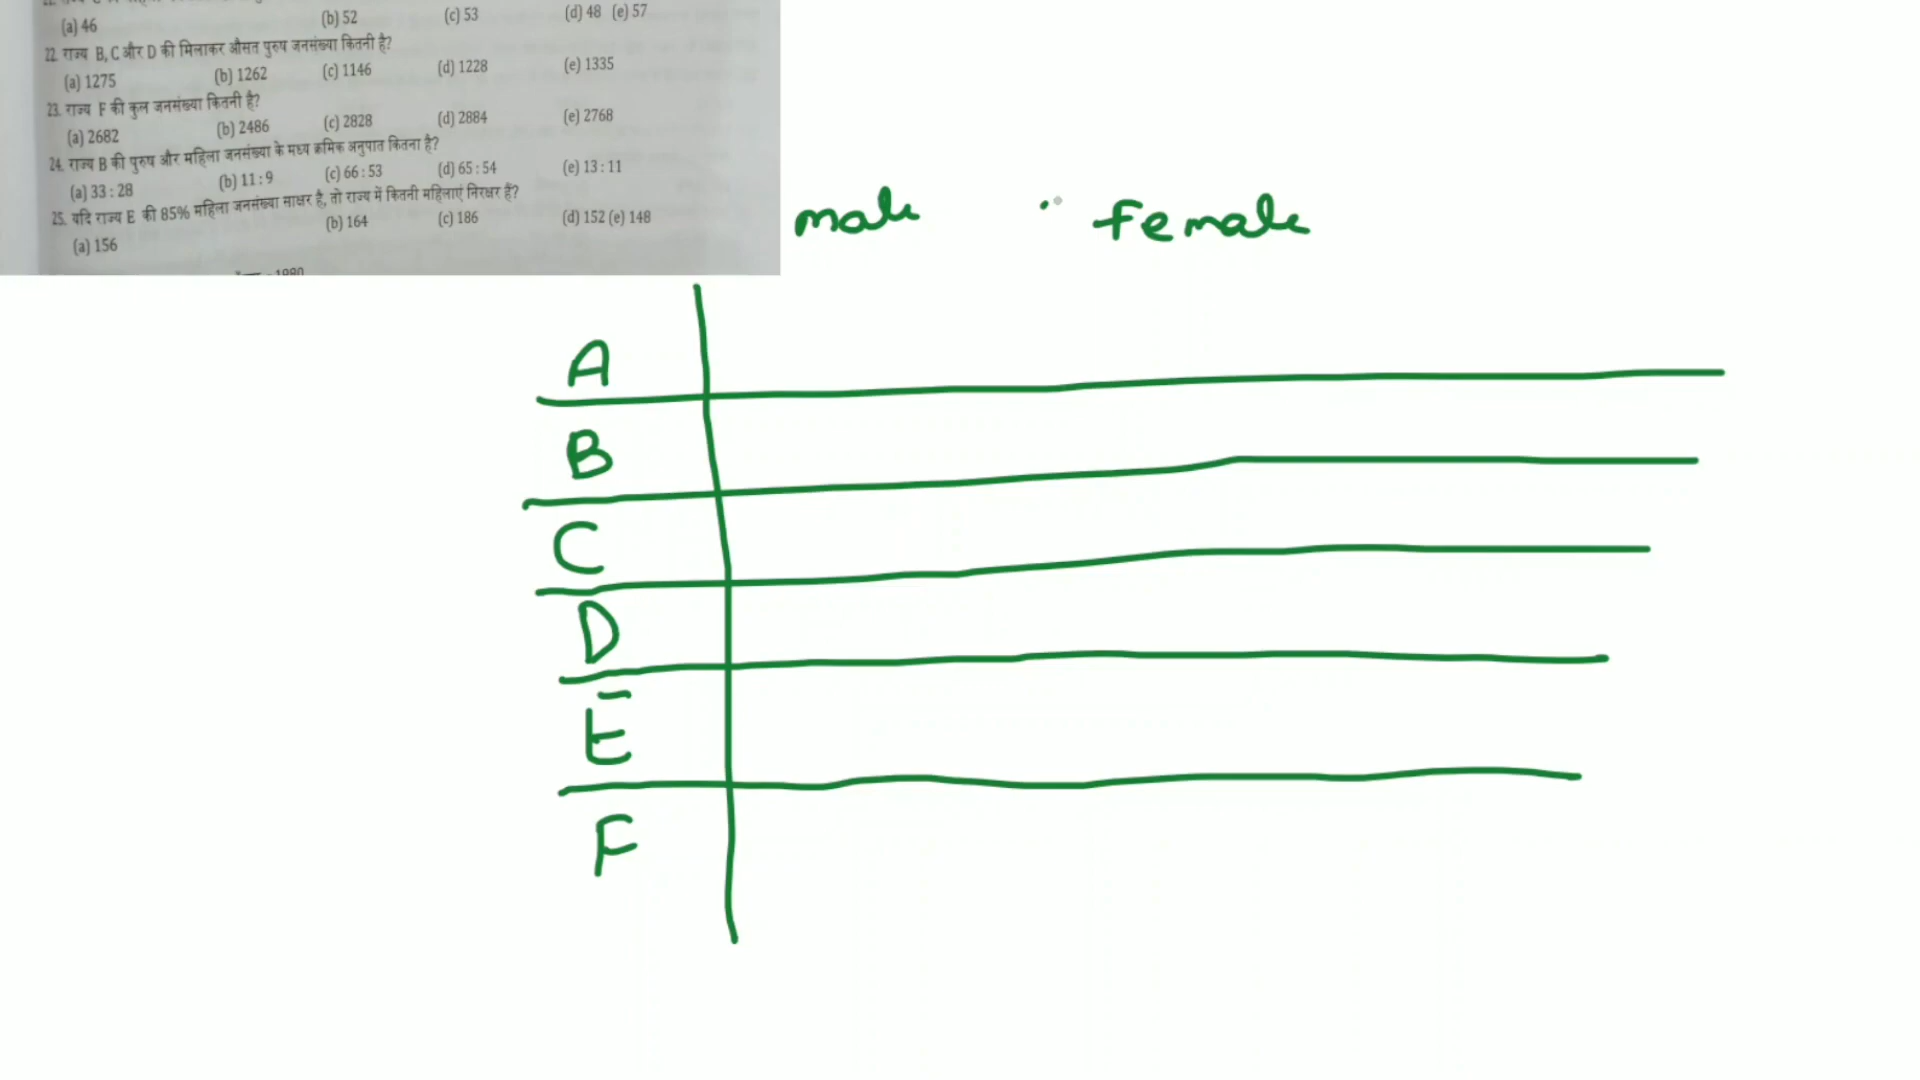 (a) 46 (b) 52 (c) 53 (d) 48 (e) 57
22. राज्य B, C और D की मिलाकर औसत पुरुष जनसंख्या कितनी है?
(a) 1275 (b) 1262 (c) 1146 (d) 1228 (e) 1335
23. राज्य F की कुल जनसंख्या कितनी है?
(a) 2682 (b) 2486 (c) 2828 (d) 2884 (e) 2768
24. राज्य B की पुरुष और महिला जनसंख्या के मध्य क्रमिक अनुपात कितना है?
(a) 33 : 28 (b) 11 : 9 (c) 66 : 53 (d) 65 : 54 (e) 13 : 11
25. यदि राज्य E की 85% महिला जनसंख्या साक्षर है, तो राज्य में कितनी महिलाएं निरक्षर हैं?
(a) 156 (b) 164 (c) 186 (d) 152 (e) 148
male female
A
B
C
D
E
F